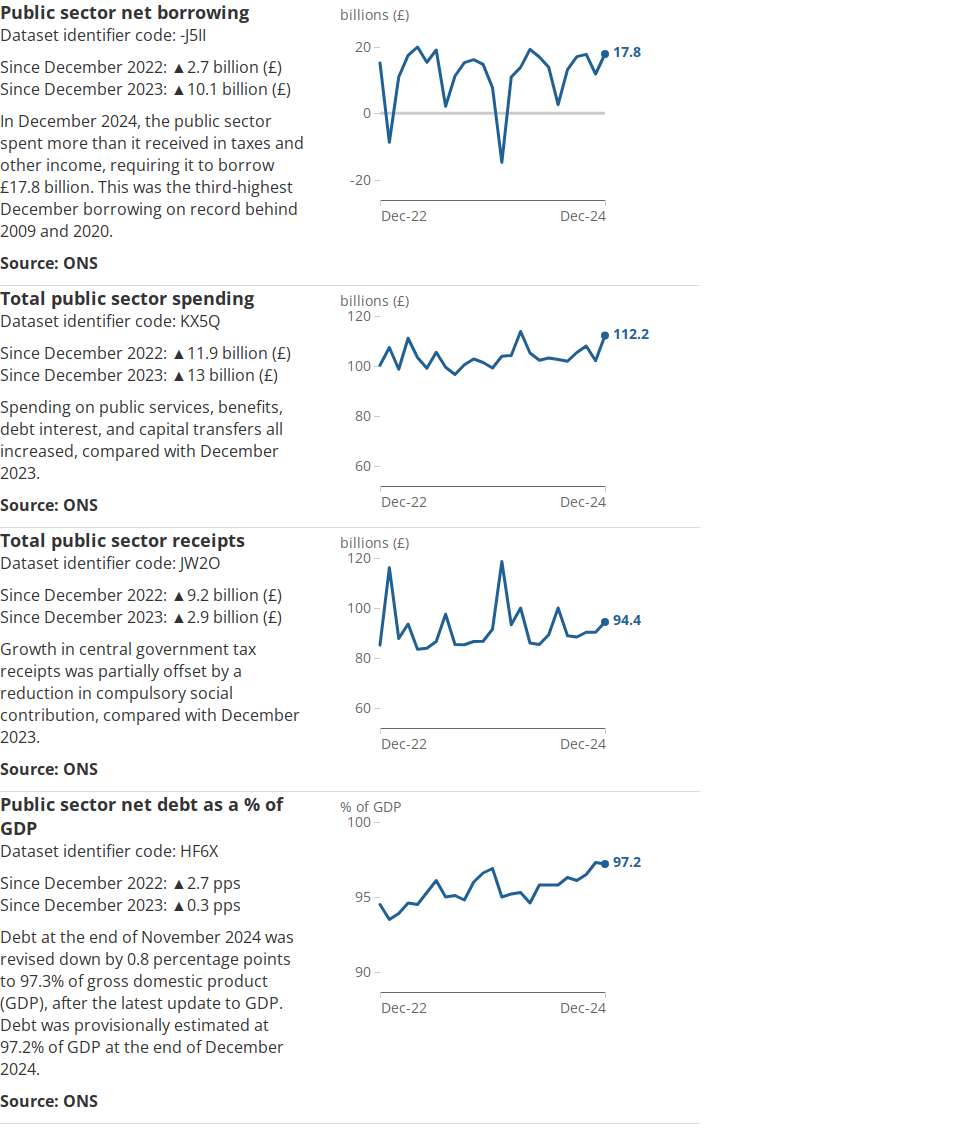 Public sector net borrowing
Dataset identifier code: -J5II
Since December 2022: ▲2.7 billion (£)
Since December 2023: ▲10.1 billion (£)
In December 2024, the public sector
spent more than it received in taxes and
other income, requiring it to borrow
£17.8 billion. This was the third-highest
December borrowing on record behind
2009 and 2020.
Source: ONS
billions (£)
20
0
-20
17.8
Dec-22
Dec-24
Total public sector spending
Dataset identifier code: KX5Q
Since December 2022: ▲11.9 billion (£)
Since December 2023: ▲13 billion (£)
Spending on public services, benefits,
debt interest, and capital transfers all
increased, compared with December
2023.
Source: ONS
billions (£)
120
100
80
60
112.2
Dec-22
Dec-24
Total public sector receipts
Dataset identifier code: JW2O
Since December 2022: ▲9.2 billion (£)
Since December 2023: ▲2.9 billion (£)
Growth in central government tax
receipts was partially offset by a
reduction in compulsory social
contribution, compared with December
2023.
Source: ONS
billions (£)
120
100
80
60
94.4
Dec-22
Dec-24
Public sector net debt as a % of
GDP
Dataset identifier code: HF6X
Since December 2022: ▲2.7 pps
Since December 2023: ▲0.3 pps
Debt at the end of November 2024 was
revised down by 0.8 percentage points
to 97.3% of gross domestic product
(GDP), after the latest update to GDP.
Debt was provisionally estimated at
97.2% of GDP at the end of December
2024.
Source: ONS
% of GDP
100
95
90
97.2
Dec-22
Dec-24